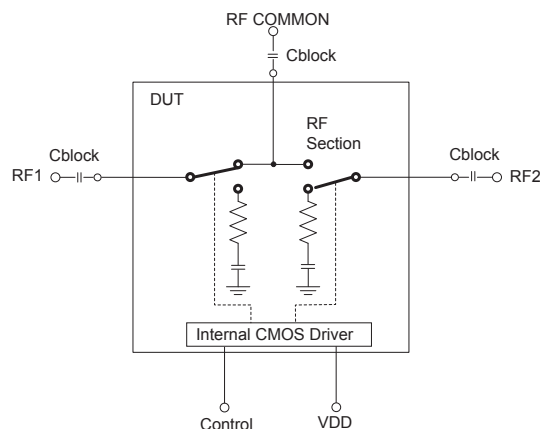 RF COMMON
Cblock
DUT
RF
Section
Cblock
RF1
Cblock
RF2
Internal CMOS Driver
Control
VDD